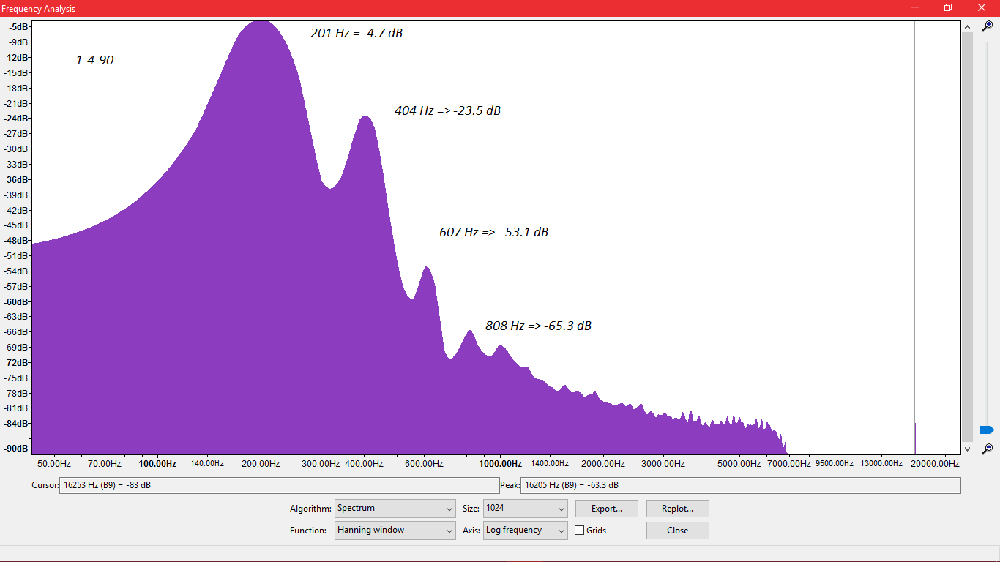 Frequency Analysis
-5dB
-9dB
-12dB
-15dB
-18dB
-21dB
-24dB
-27dB
-30dB
-33dB
-36dB
-39dB
-42dB
-45dB
-48dB
-51dB
-54dB
-57dB
-60dB
-63dB
-66dB
-69dB
-72dB
-75dB
-78dB
-81dB
-84dB
-90dB
201 Hz = -4.7 dB
1-4-90
404 Hz => -23.5 dB
607 Hz => - 53.1 dB
808 Hz => -65.3 dB
50.00Hz 70.00Hz 100.00Hz 140.00Hz 200.00Hz 300.00Hz 400.00Hz 600.00Hz 1000.00Hz 1400.00Hz 2000.00Hz 3000.00Hz 5000.00Hz 7000.00Hz 9500.00Hz 13000.00Hz 20000.00Hz
Cursor: 16253 Hz (B9) = -83 dB Peak: 16205 Hz (B9) = -63.3 dB
Algorithm: Spectrum Size: 1024 Export... Replot...
Function: Hanning window Axis: Log frequency Grids Close